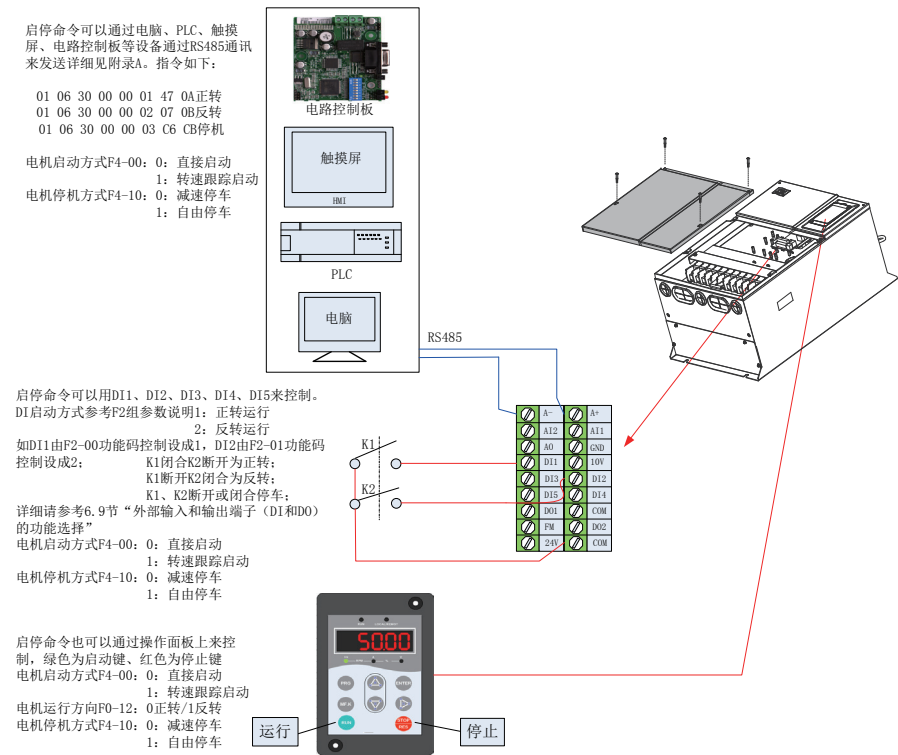 启停命令可以通过电脑、PLC、触摸
屏、电路控制板等设备通过RS485通讯
来发送详细见附录A。指令如下：
01 06 30 00 00 01 47 0A正转
01 06 30 00 00 02 07 0B反转
01 06 30 00 00 03 C6 CB停机
电机启动方式F4-00：0：直接启动
1：转速跟踪启动
电机停机方式F4-10：0：减速停车
1：自由停车
电路控制板
触摸屏
HMI
PLC
电脑
RS485
启停命令可以用DI1、DI2、DI3、DI4、DI5来控制。
DI启动方式参考F2组参数说明1：正转运行
2：反转运行
如DI1由F2-00功能码控制设成1，DI2由F2-01功能码
控制设成2；
K1闭合K2断开为正转；
K1断开K2闭合为反转；
K1、K2断开或闭合停车；
详细请参考6.9节“外部输入和输出端子（DI和DO）
的功能选择”
电机启动方式F4-00：0：直接启动
1：转速跟踪启动
电机停机方式F4-10：0：减速停车
1：自由停车
K1
K2
A- A+
AI2 AI1
AO GND
DI1 10V
DI3 DI2
DI5 DI4
DO1 COM
FM DO2
24V COM
启停命令也可以通过操作面板上来控
制，绿色为启动键、红色为停止键
电机启动方式F4-00：0：直接启动
1：转速跟踪启动
电机运行方向F0-12：0正转/1反转
电机停机方式F4-10：0：减速停车
1：自由停车
50.00
PRG
ENTER
MF.K
RUN
STOP
RES
运行
停止